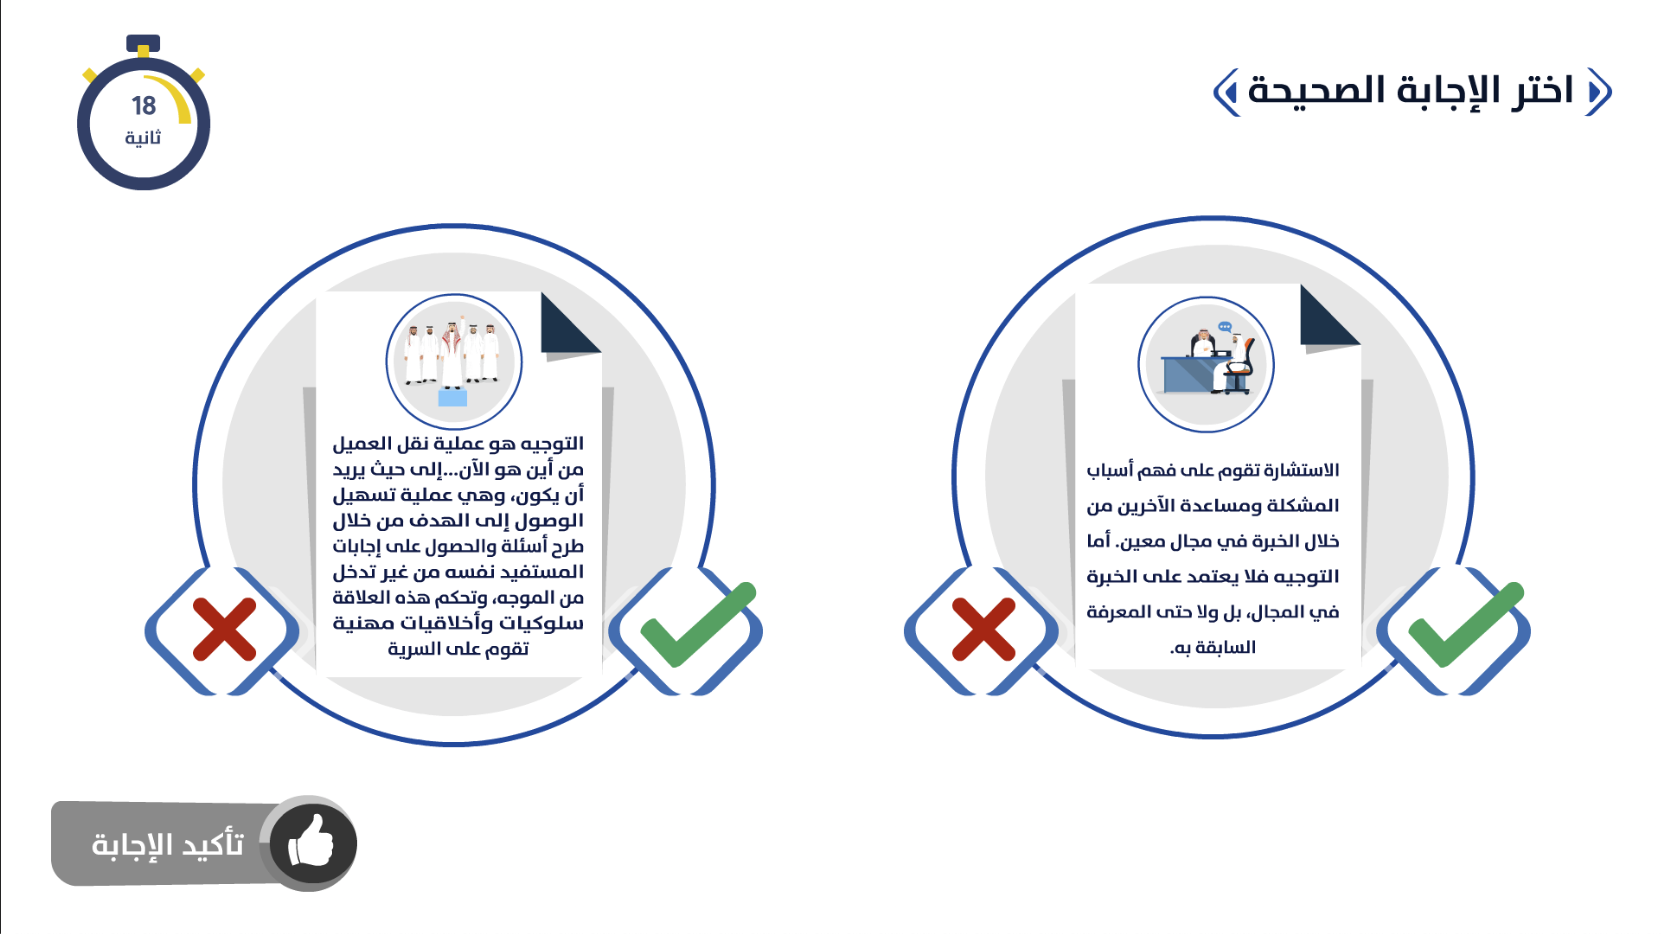 اختر الإجابة الصحيحة
18
ثانية
الاستشارة تقوم على فهم أسباب
المشكلة ومساعدة الآخرين من
خلال الخبرة في مجال معين. أما
التوجيه فلا يعتمد على الخبرة
في المجال، بل ولا حتى المعرفة
السابقة به.
التوجيه هو عملية نقل العميل
من أين هو الآن...إلى حيث يريد
أن يكون، وهي عملية تسهيل
الوصول إلى الهدف من خلال
طرح أسئلة والحصول على إجابات
المستفيد نفسه من غير تدخل
من الموجه، وتحكم هذه العلاقة
سلوكيات وأخلاقيات مهنية
تقوم على السرية
تأكيد الإجابة